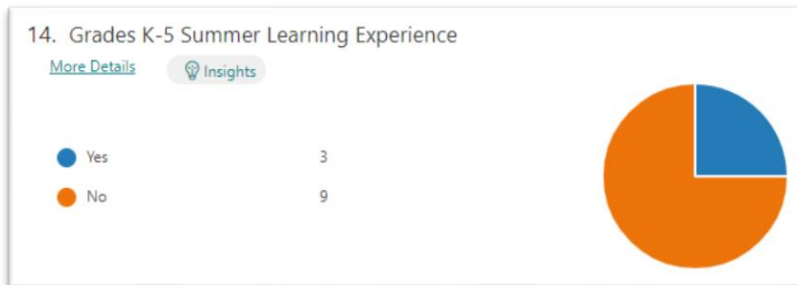 14. Grades K-5 Summer Learning Experience
More Details
Insights
Yes 3
No 9